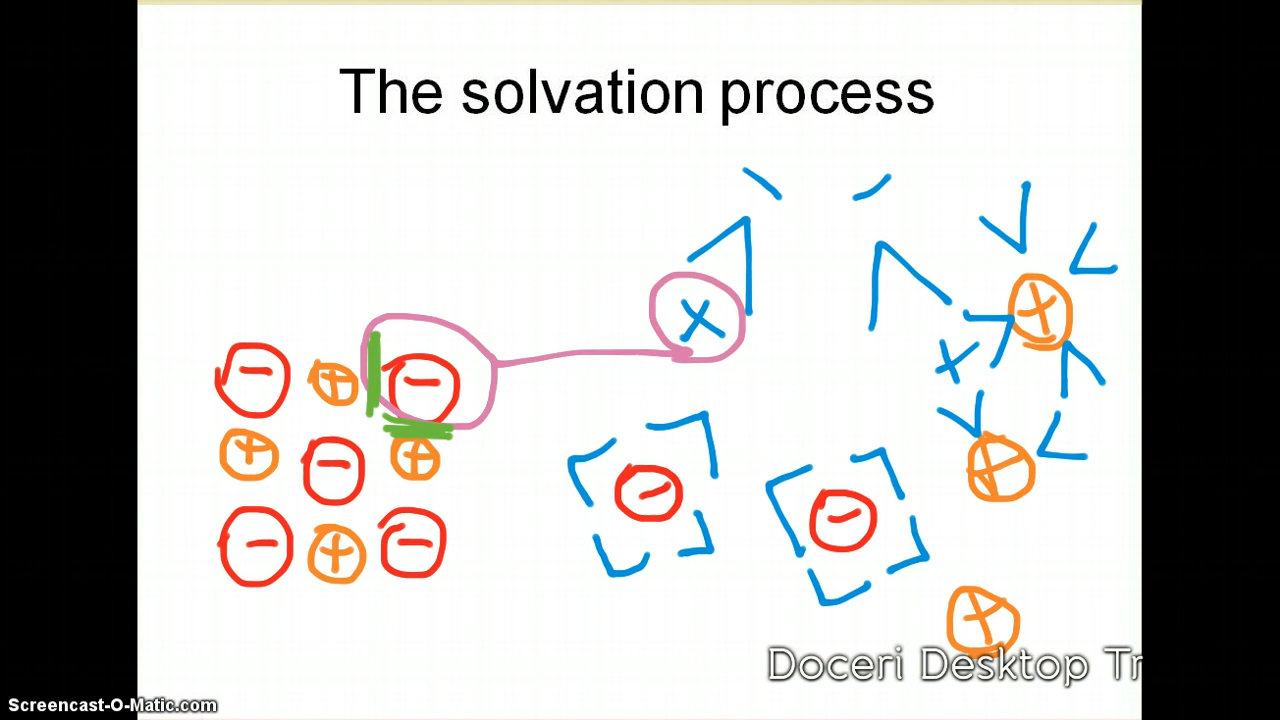 The solvation process
Doceri Desktop Tr
Screencast-O-Matic.com